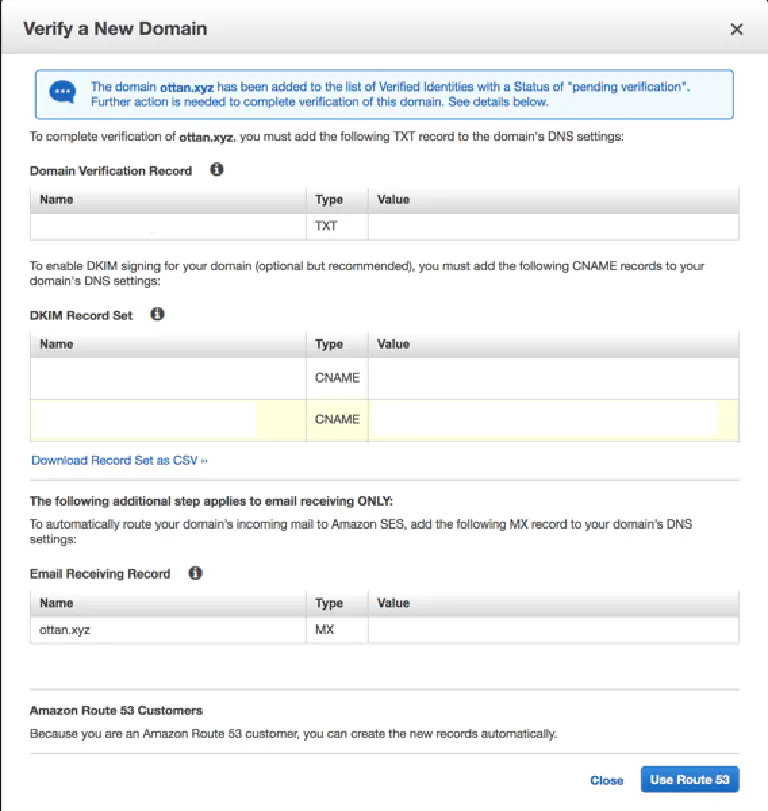 Verify a New Domain
The domain ottan.xyz has been added to the list of Verified Identities with a Status of "pending verification".
Further action is needed to complete verification of this domain. See details below.
To complete verification of ottan.xyz, you must add the following TXT record to the domain's DNS settings:
Domain Verification Record
Name Type Value
TXT
To enable DKIM signing for your domain (optional but recommended), you must add the following CNAME records to your
domain's DNS settings:
DKIM Record Set
Name Type Value
CNAME
CNAME
Download Record Set as CSV »
The following additional step applies to email receiving ONLY:
To automatically route your domain's incoming mail to Amazon SES, add the following MX record to your domain's DNS
settings:
Email Receiving Record
Name Type Value
ottan.xyz MX
Amazon Route 53 Customers
Because you are an Amazon Route 53 customer, you can create the new records automatically.
Close Use Route 53